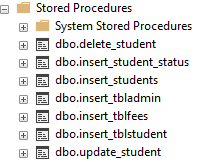 Stored Procedures
System Stored Procedures
dbo.delete_student
dbo.insert_student_status
dbo.insert_students
dbo.insert_tbladmin
dbo.insert_tblfees
dbo.insert_tblstudent
dbo.update_student